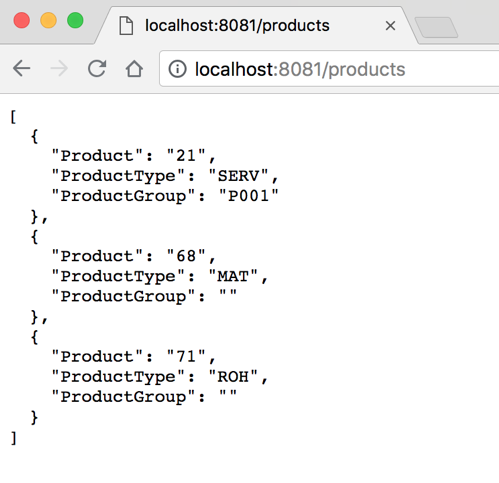 localhost:8081/products
localhost:8081/products
[
  {
    "Product": "21",
    "ProductType": "SERV",
    "ProductGroup": "P001"
  },
  {
    "Product": "68",
    "ProductType": "MAT",
    "ProductGroup": ""
  },
  {
    "Product": "71",
    "ProductType": "ROH",
    "ProductGroup": ""
  }
]